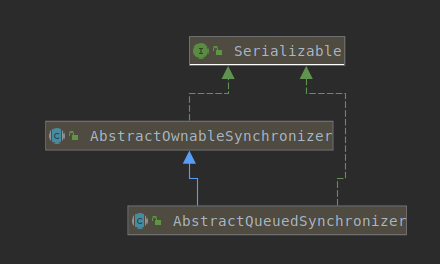 Serializable
AbstractOwnableSynchronizer
AbstractQueuedSynchronizer